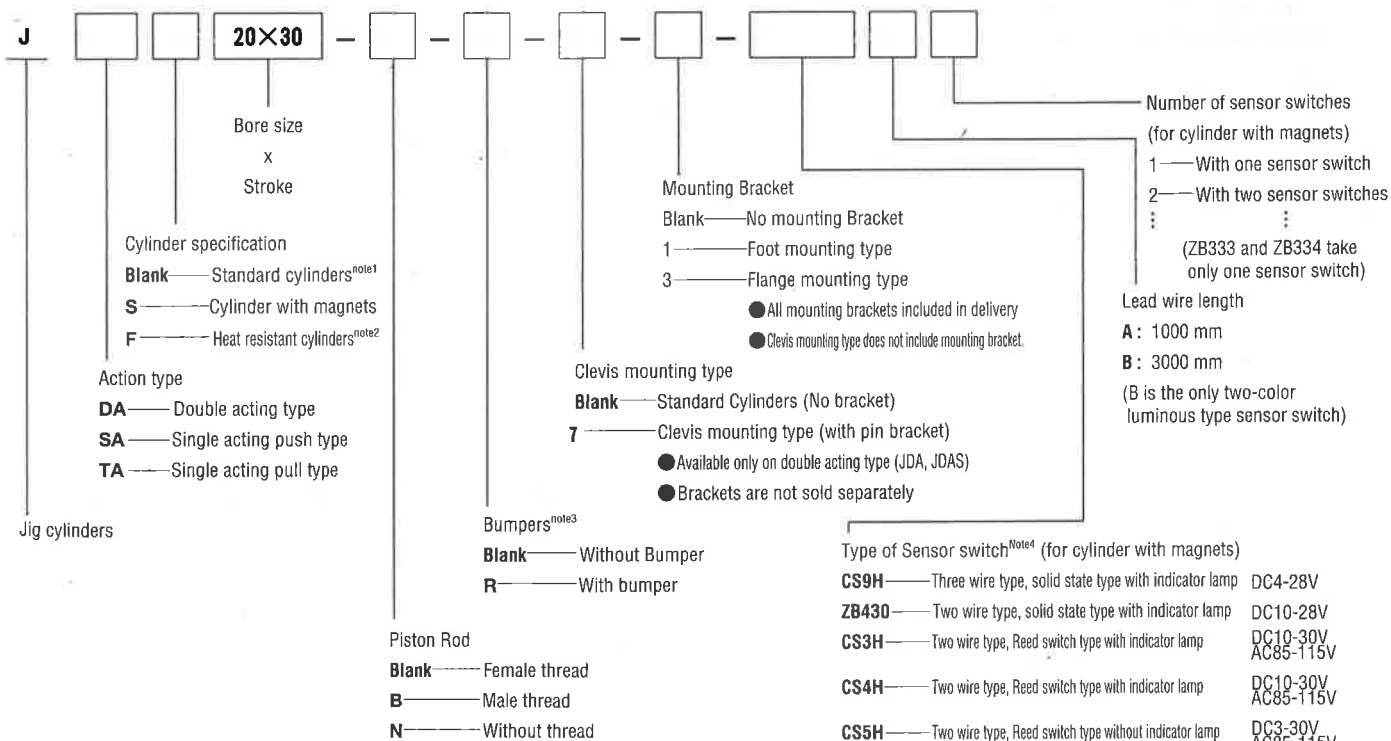 J 20×30 – – – – –
Bore size
x
Stroke
Number of sensor switches
(for cylinder with magnets)
1——With one sensor switch
2——With two sensor switches
⋮ ⋮
(ZB333 and ZB334 take
only one sensor switch)
Mounting Bracket
Blank——No mounting Bracket
1———Foot mounting type
3———Flange mounting type
●All mounting brackets included in delivery
●Clevis mounting type does not include mounting bracket.
Cylinder specification
Blank——Standard cylinders note1
S———Cylinder with magnets
F———Heat resistant cylinders note2
Lead wire length
A: 1000 mm
B: 3000 mm
(B is the only two-color
luminous type sensor switch)
Action type
DA——Double acting type
SA——Single acting push type
TA——Single acting pull type
Clevis mounting type
Blank——Standard Cylinders (No bracket)
7———Clevis mounting type (with pin bracket)
●Available only on double acting type (JDA, JDAS)
●Brackets are not sold separately
Jig cylinders
Bumpers note3
Blank——Without Bumper
R———With bumper
Type of Sensor switch Note4 (for cylinder with magnets)
CS9H——Three wire type, solid state type with indicator lamp DC4-28V
ZB430——Two wire type, solid state type with indicator lamp DC10-28V
CS3H——Two wire type, Reed switch type with indicator lamp DC10-30V
AC85-115V
CS4H——Two wire type, Reed switch type with indicator lamp DC10-30V
AC85-115V
CS5H——Two wire type, Reed switch type without indicator lamp DC3-30V
AC85-115V
Piston Rod
Blank——Female thread
B———Male thread
N———Without thread